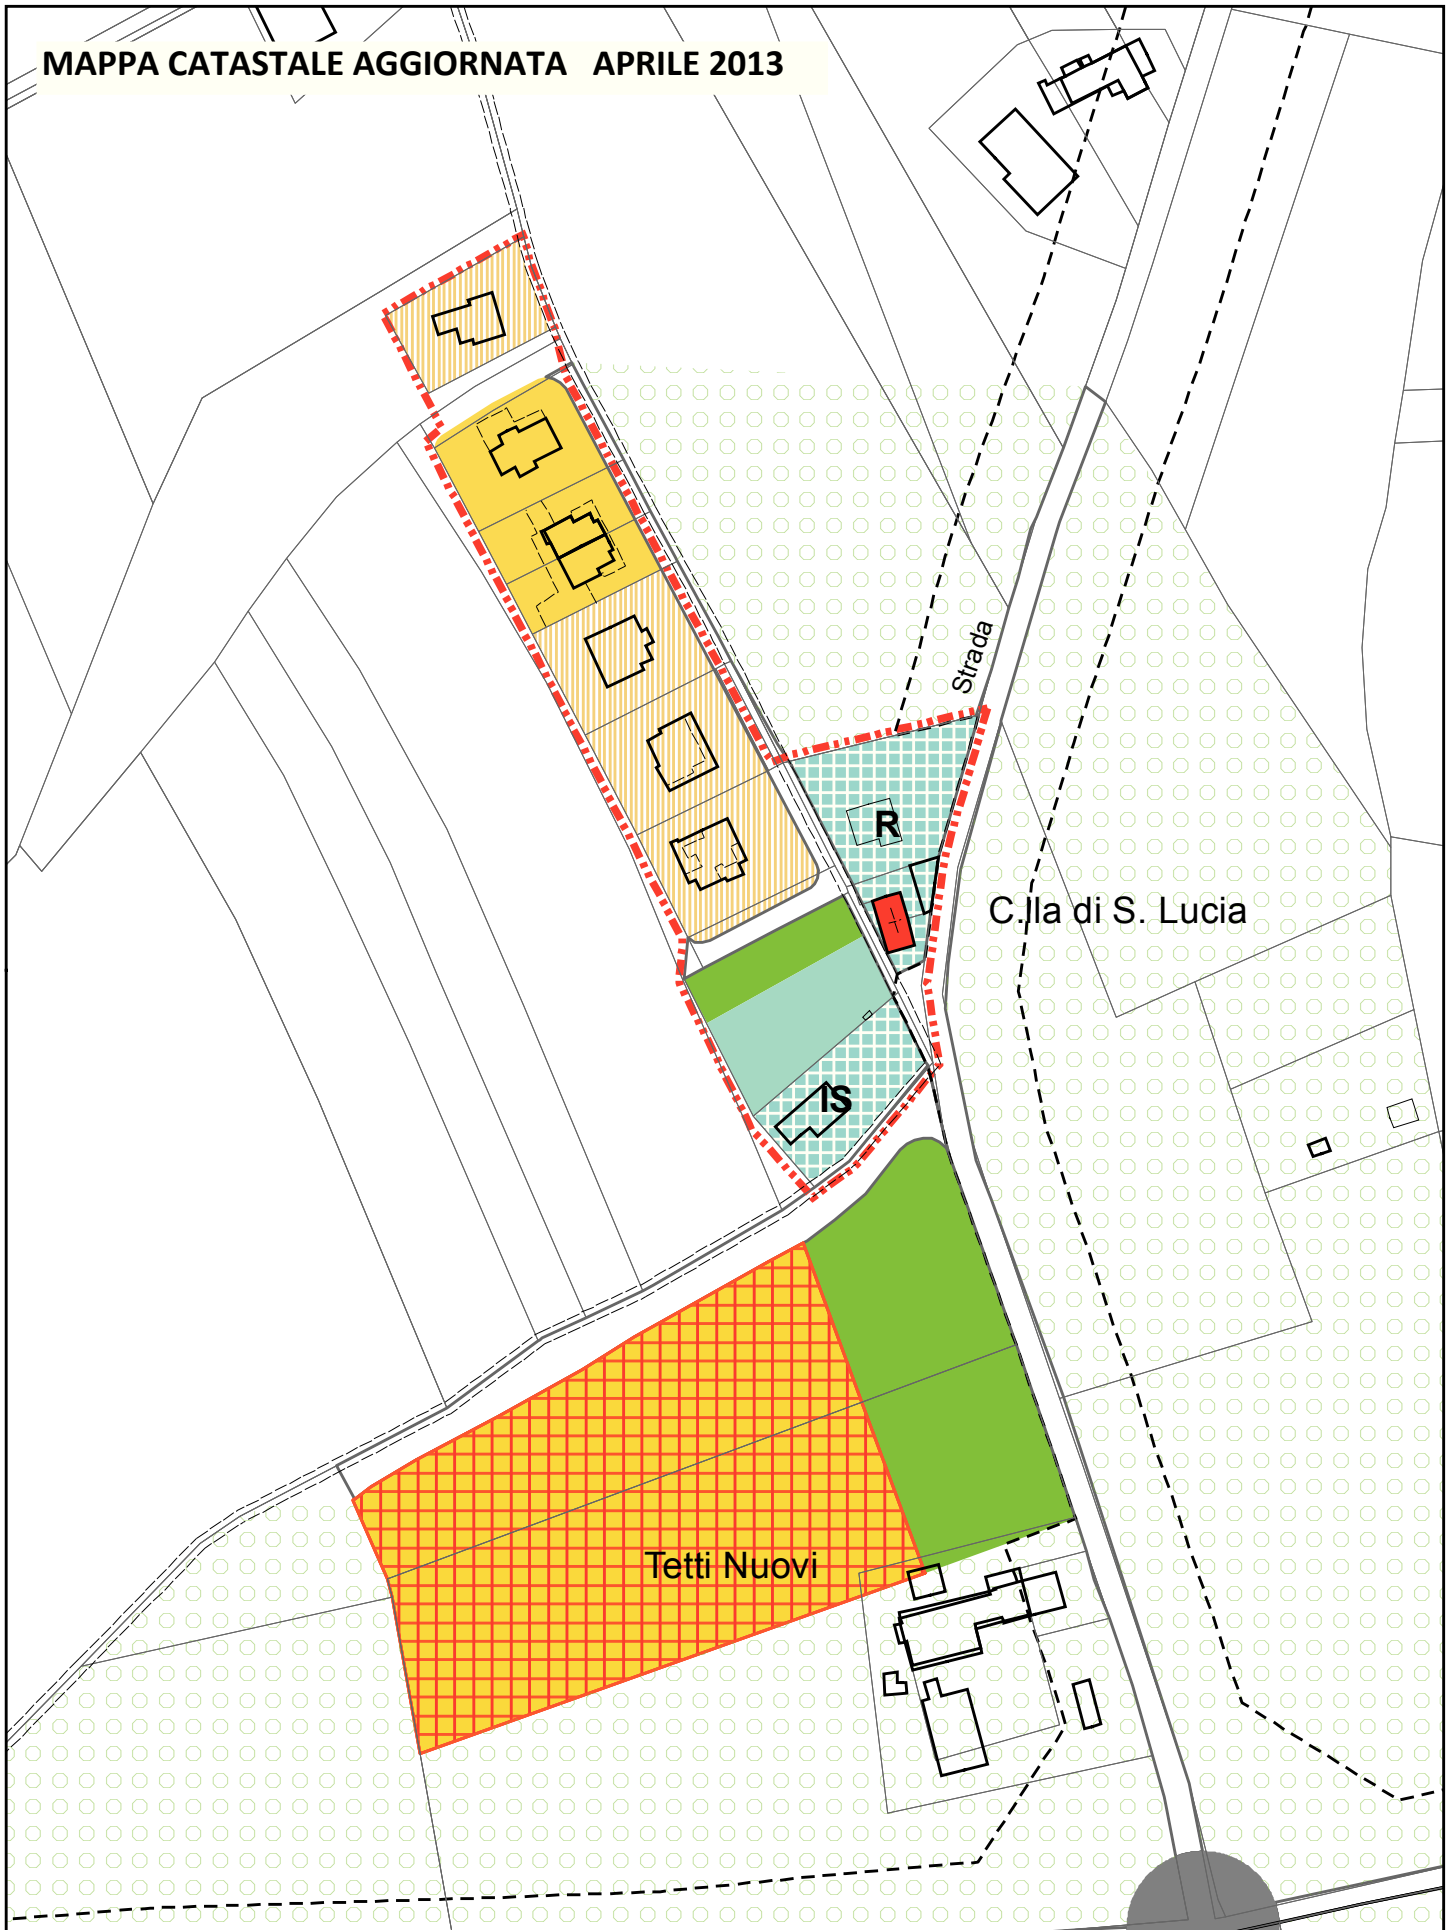 MAPPA CATASTALE AGGIORNATA APRILE 2013
Strada
R
C.lla di S. Lucia
IS
Tetti Nuovi